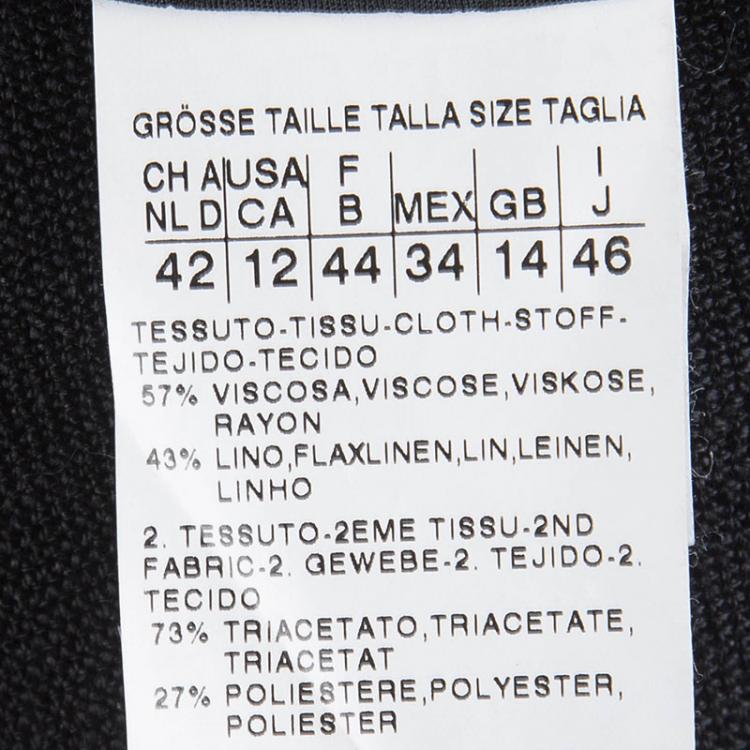 GRÖSSE TAILLE TALLA SIZE TAGLIA
CH A USA F I
NL D CA B MEX GB J
42 12 44 34 14 46
TESSUTO-TISSU-CLOTH-STOFF-
TEJIDO-TECIDO
57% VISCOSA,VISCOSE,VISKOSE,
RAYON
43% LINO,FLAXLINEN,LIN,LEINEN,
LINHO
2. TESSUTO-2EME TISSU-2ND
FABRIC-2. GEWEBE-2. TEJIDO-2.
TECIDO
73% TRIACETATO,TRIACETATE,
TRIACETAT
27% POLIESTERE,POLYESTER,
POLIESTER